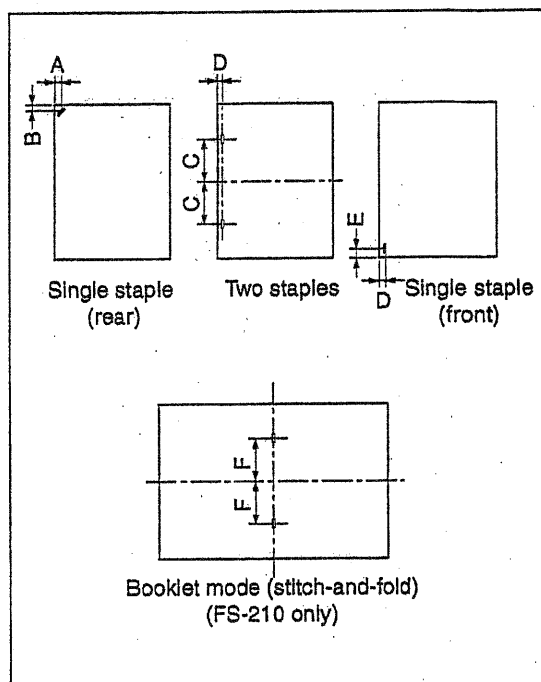 A
B
D
C
C
E
D
Single staple
(rear)
Two staples
Single staple
(front)
F
F
Booklet mode (stitch-and-fold)
(FS-210 only)